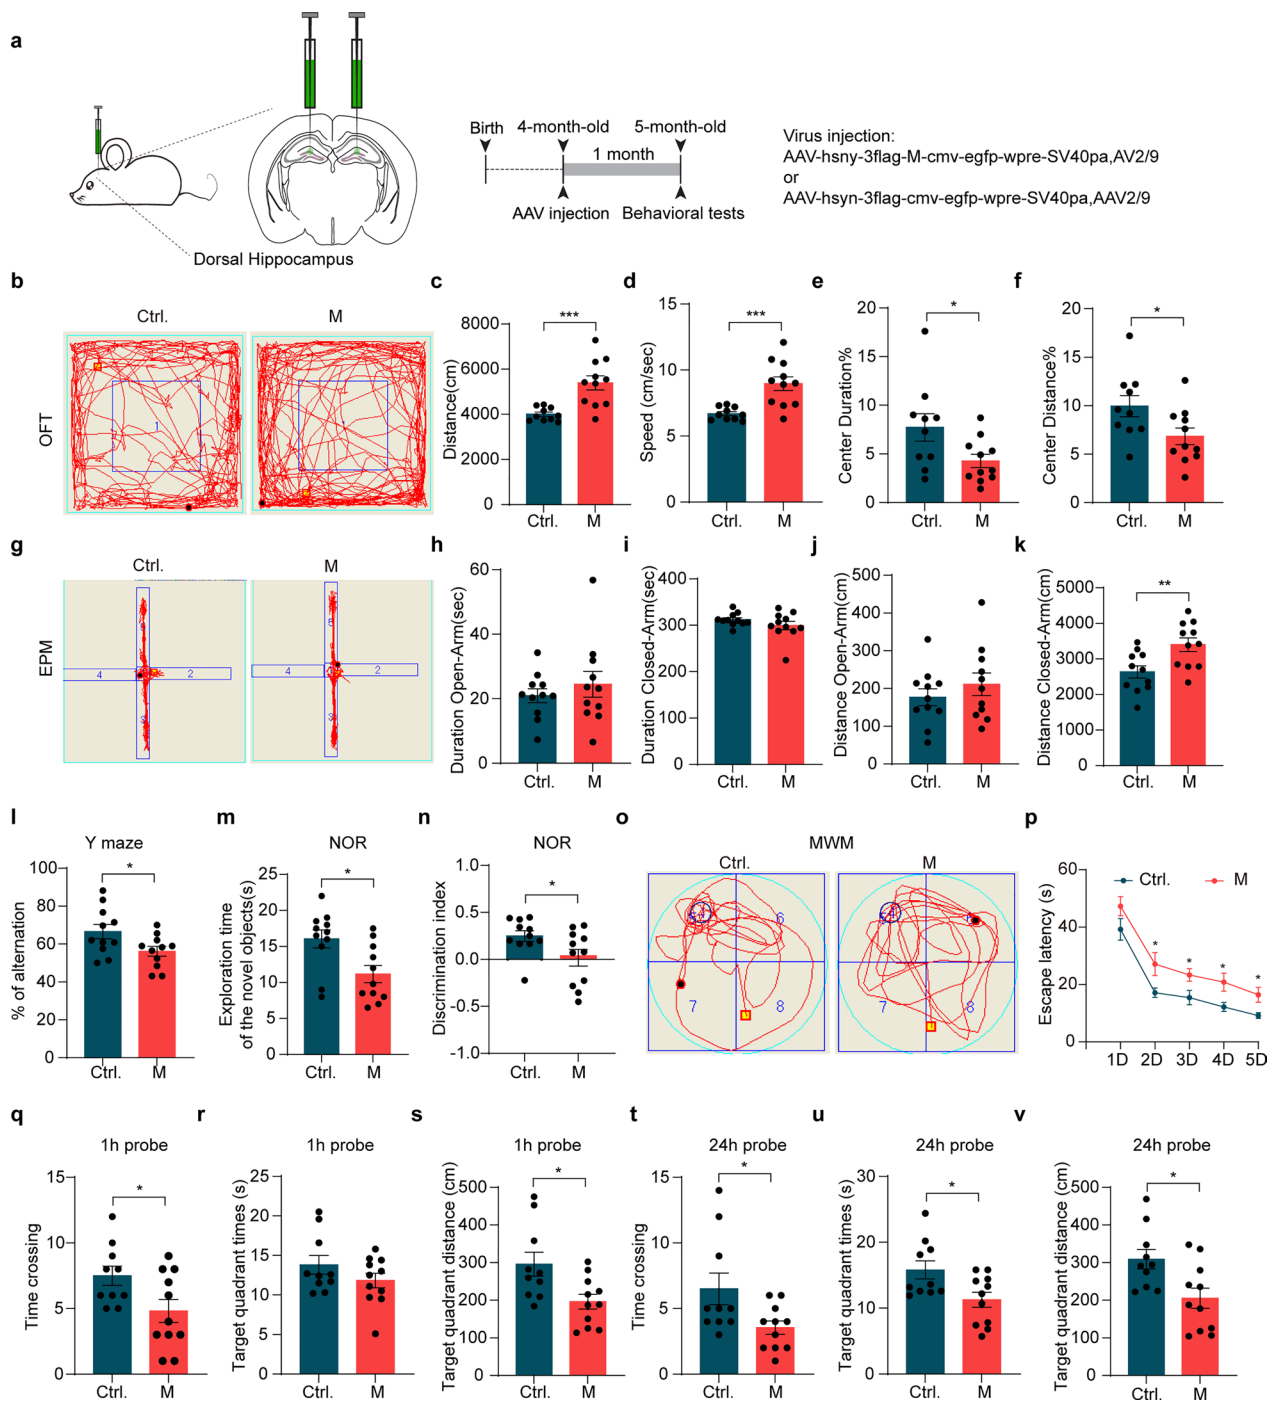 a
Birth
4-month-old
5-month-old
1 month
AAV injection
Behavioral tests
Virus injection:
AAV-hsny-3flag-M-cmv-egfp-wpre-SV40pa,AV2/9
or
AAV-hsyn-3flag-cmv-egfp-wpre-SV40pa,AAV2/9
Dorsal Hippocampus
b
Ctrl.
M
OFT
1
c
Distance(cm)
8000
6000
4000
2000
0
***
Ctrl.
M
d
Speed (cm/sec)
15
10
5
0
***
Ctrl.
M
e
Center Duration%
20
15
10
5
0
*
Ctrl.
M
f
Center Distance%
20
15
10
5
0
*
Ctrl.
M
g
Ctrl.
M
EPM
4
2
3
4
2
3
h
Duration Open-Arm(sec)
60
40
20
0
Ctrl.
M
i
Duration Closed-Arm(sec)
400
300
200
100
0
Ctrl.
M
j
Distance Open-Arm(cm)
500
400
300
200
100
0
Ctrl.
M
k
Distance Closed-Arm(cm)
5000
4000
3000
2000
1000
0
**
Ctrl.
M
l
Y maze
% of alternation
100
80
60
40
20
0
*
Ctrl.
M
m
NOR
Exploration time
of the novel objects(s)
25
20
15
10
5
0
*
Ctrl.
M
n
NOR
Discrimination index
1.0
0.5
0.0
-0.5
-1.0
*
Ctrl.
M
o
MWM
Ctrl.
M
6
7
8
7
8
p
Escape latency (s)
60
40
20
0
Ctrl.
M
*
*
*
*
1D
2D
3D
4D
5D
q
1h probe
Time crossing
15
10
5
0
*
Ctrl.
M
r
1h probe
Target quadrant times (s)
25
20
15
10
5
0
Ctrl.
M
s
1h probe
Target quadrant distance (cm)
500
400
300
200
100
0
*
Ctrl.
M
t
24h probe
Time crossing
15
10
5
0
*
Ctrl.
M
u
24h probe
Target quadrant times (s)
30
20
10
0
*
Ctrl.
M
v
24h probe
Target quadrant distance (cm)
500
400
300
200
100
0
*
Ctrl.
M